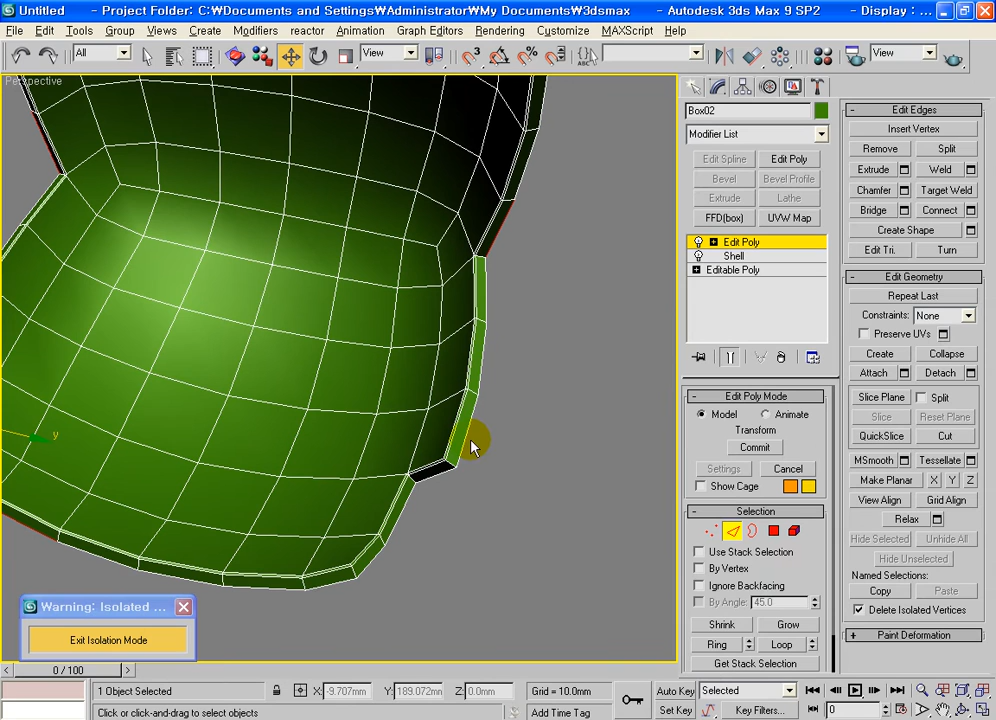 Untitled - Project Folder: C:￦Documents and Settings￦Administrator￦My Documents￦3dsmax - Autodesk 3ds Max 9 SP2 - Display : ...
File Edit Tools Group Views Create Modifiers reactor Animation Graph Editors Rendering Customize MAXScript Help
All View View
Perspective
Box02
Modifier List
Edit Spline Edit Poly
Bevel Bevel Profile
Extrude Lathe
FFD(box) UVW Map
Edit Poly
Shell
Editable Poly
Edit Poly Mode
Model Animate
Transform
Commit
Settings Cancel
Show Cage
Selection
Use Stack Selection
By Vertex
Ignore Backfacing
By Angle: 45.0
Shrink Grow
Ring Loop
Get Stack Selection
Edit Edges
Insert Vertex
Remove Split
Extrude Weld
Chamfer Target Weld
Bridge Connect
Create Shape
Edit Tri. Turn
Edit Geometry
Repeat Last
Constraints: None
Preserve UVs
Create Collapse
Attach Detach
Slice Plane Split
Slice Reset Plane
QuickSlice Cut
MSmooth Tessellate
Make Planar X Y Z
View Align Grid Align
Relax
Hide Selected Unhide All
Hide Unselected
Named Selections:
Copy Paste
Delete Isolated Vertices
Paint Deformation
y
Warning: Isolated ...
Exit Isolation Mode
0 / 100
1 Object Selected X: -9.707mm Y: 189.072mm Z: 0.0mm Grid = 10.0mm Auto Key Selected
Click or click-and-drag to select objects Add Time Tag Set Key Key Filters... 0